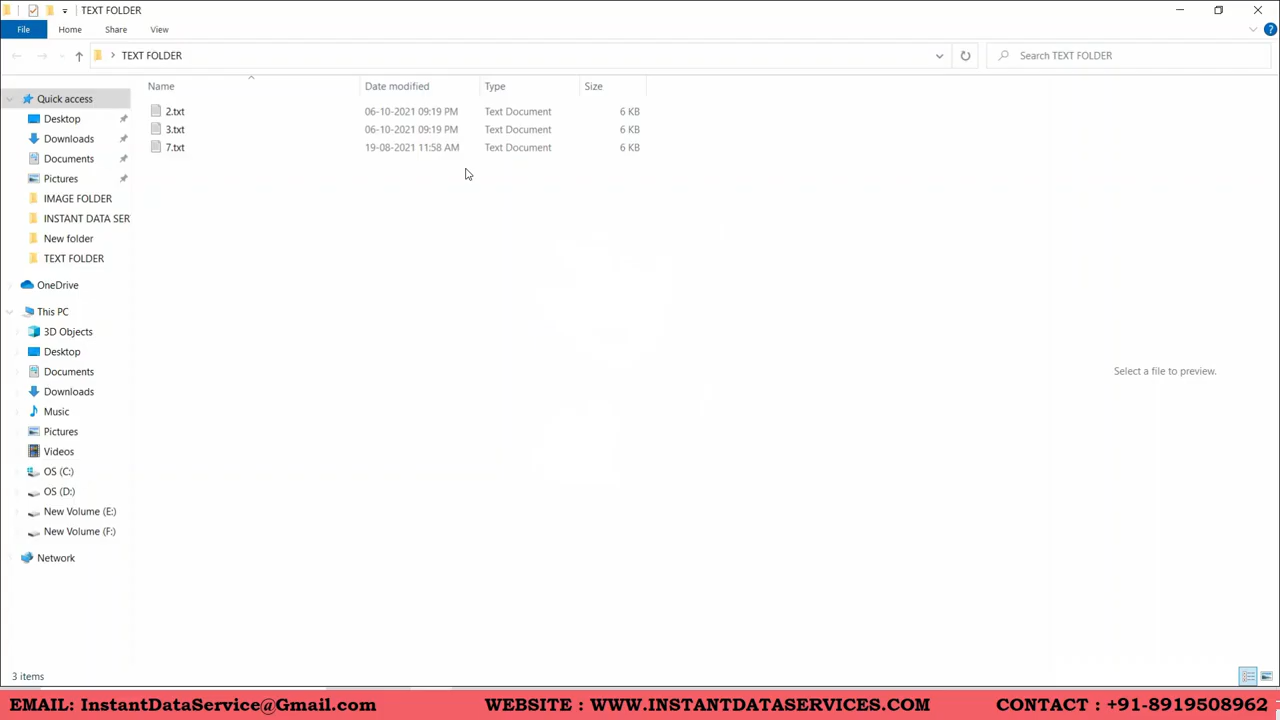 TEXT FOLDER
File Home Share View
TEXT FOLDER
Search TEXT FOLDER
Name Date modified Type Size
2.txt 06-10-2021 09:19 PM Text Document 6 KB
3.txt 06-10-2021 09:19 PM Text Document 6 KB
7.txt 19-08-2021 11:58 AM Text Document 6 KB
Quick access
Desktop
Downloads
Documents
Pictures
IMAGE FOLDER
INSTANT DATA SER
New folder
TEXT FOLDER
OneDrive
This PC
3D Objects
Desktop
Documents
Downloads
Music
Pictures
Videos
OS (C:)
OS (D:)
New Volume (E:)
New Volume (F:)
Network
Select a file to preview.
3 items
EMAIL: InstantDataService@Gmail.com WEBSITE : WWW.INSTANTDATASERVICES.COM CONTACT : +91-8919508962